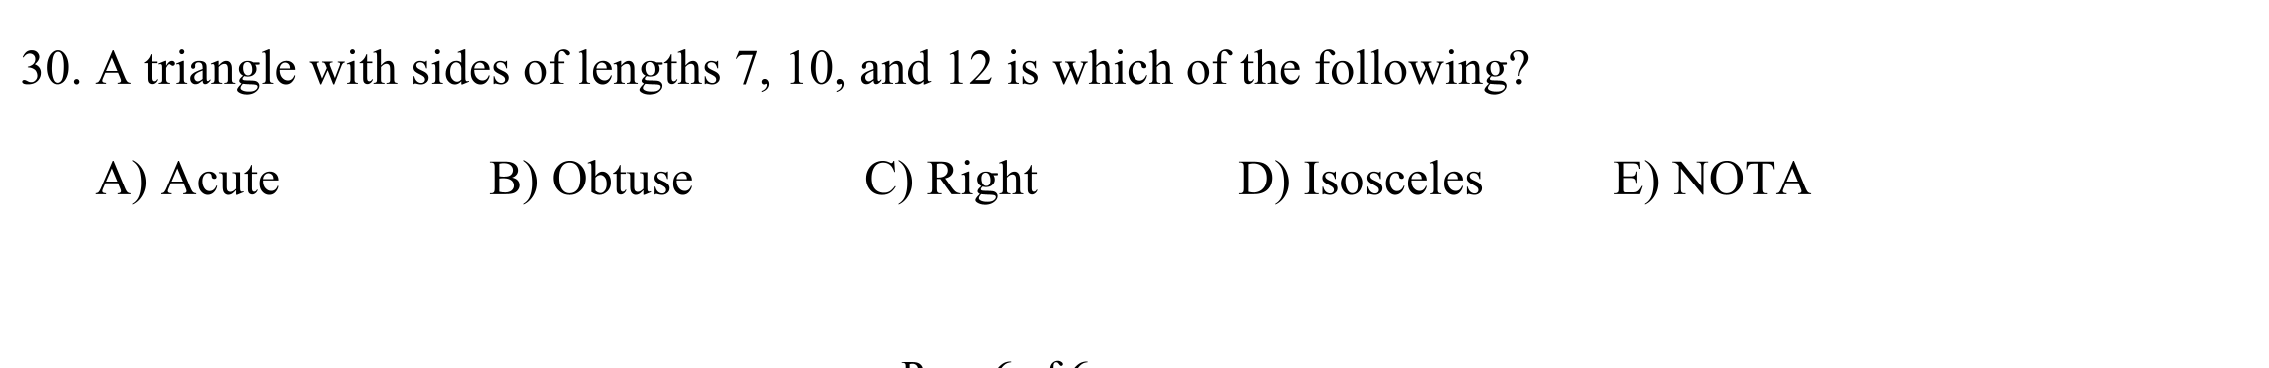 30. A triangle with sides of lengths 7, 10, and 12 is which of the following?
A) Acute B) Obtuse C) Right D) Isosceles E) NOTA